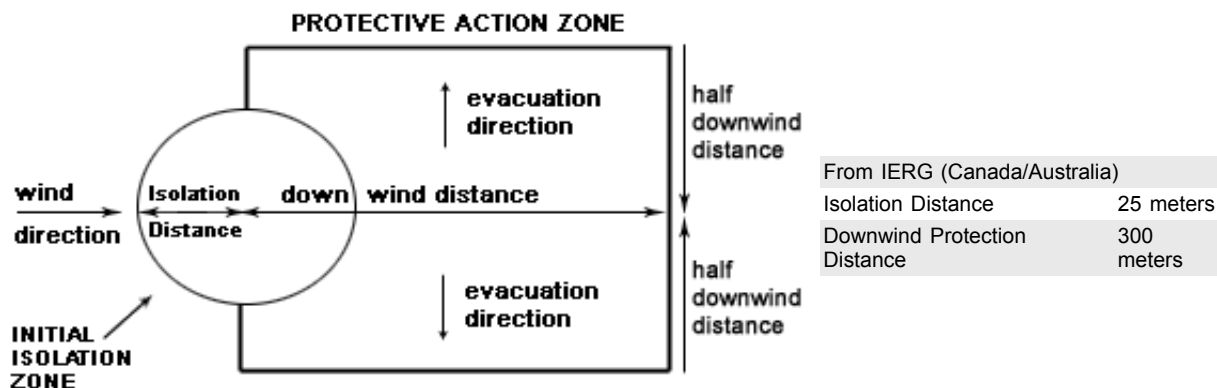 PROTECTIVE ACTION ZONE
evacuation
direction
half
downwind
distance
wind
direction
Isolation
Distance
down wind distance
evacuation
direction
half
downwind
distance
INITIAL
ISOLATION
ZONE
From IERG (Canada/Australia)
Isolation Distance 25 meters
Downwind Protection 300
Distance meters